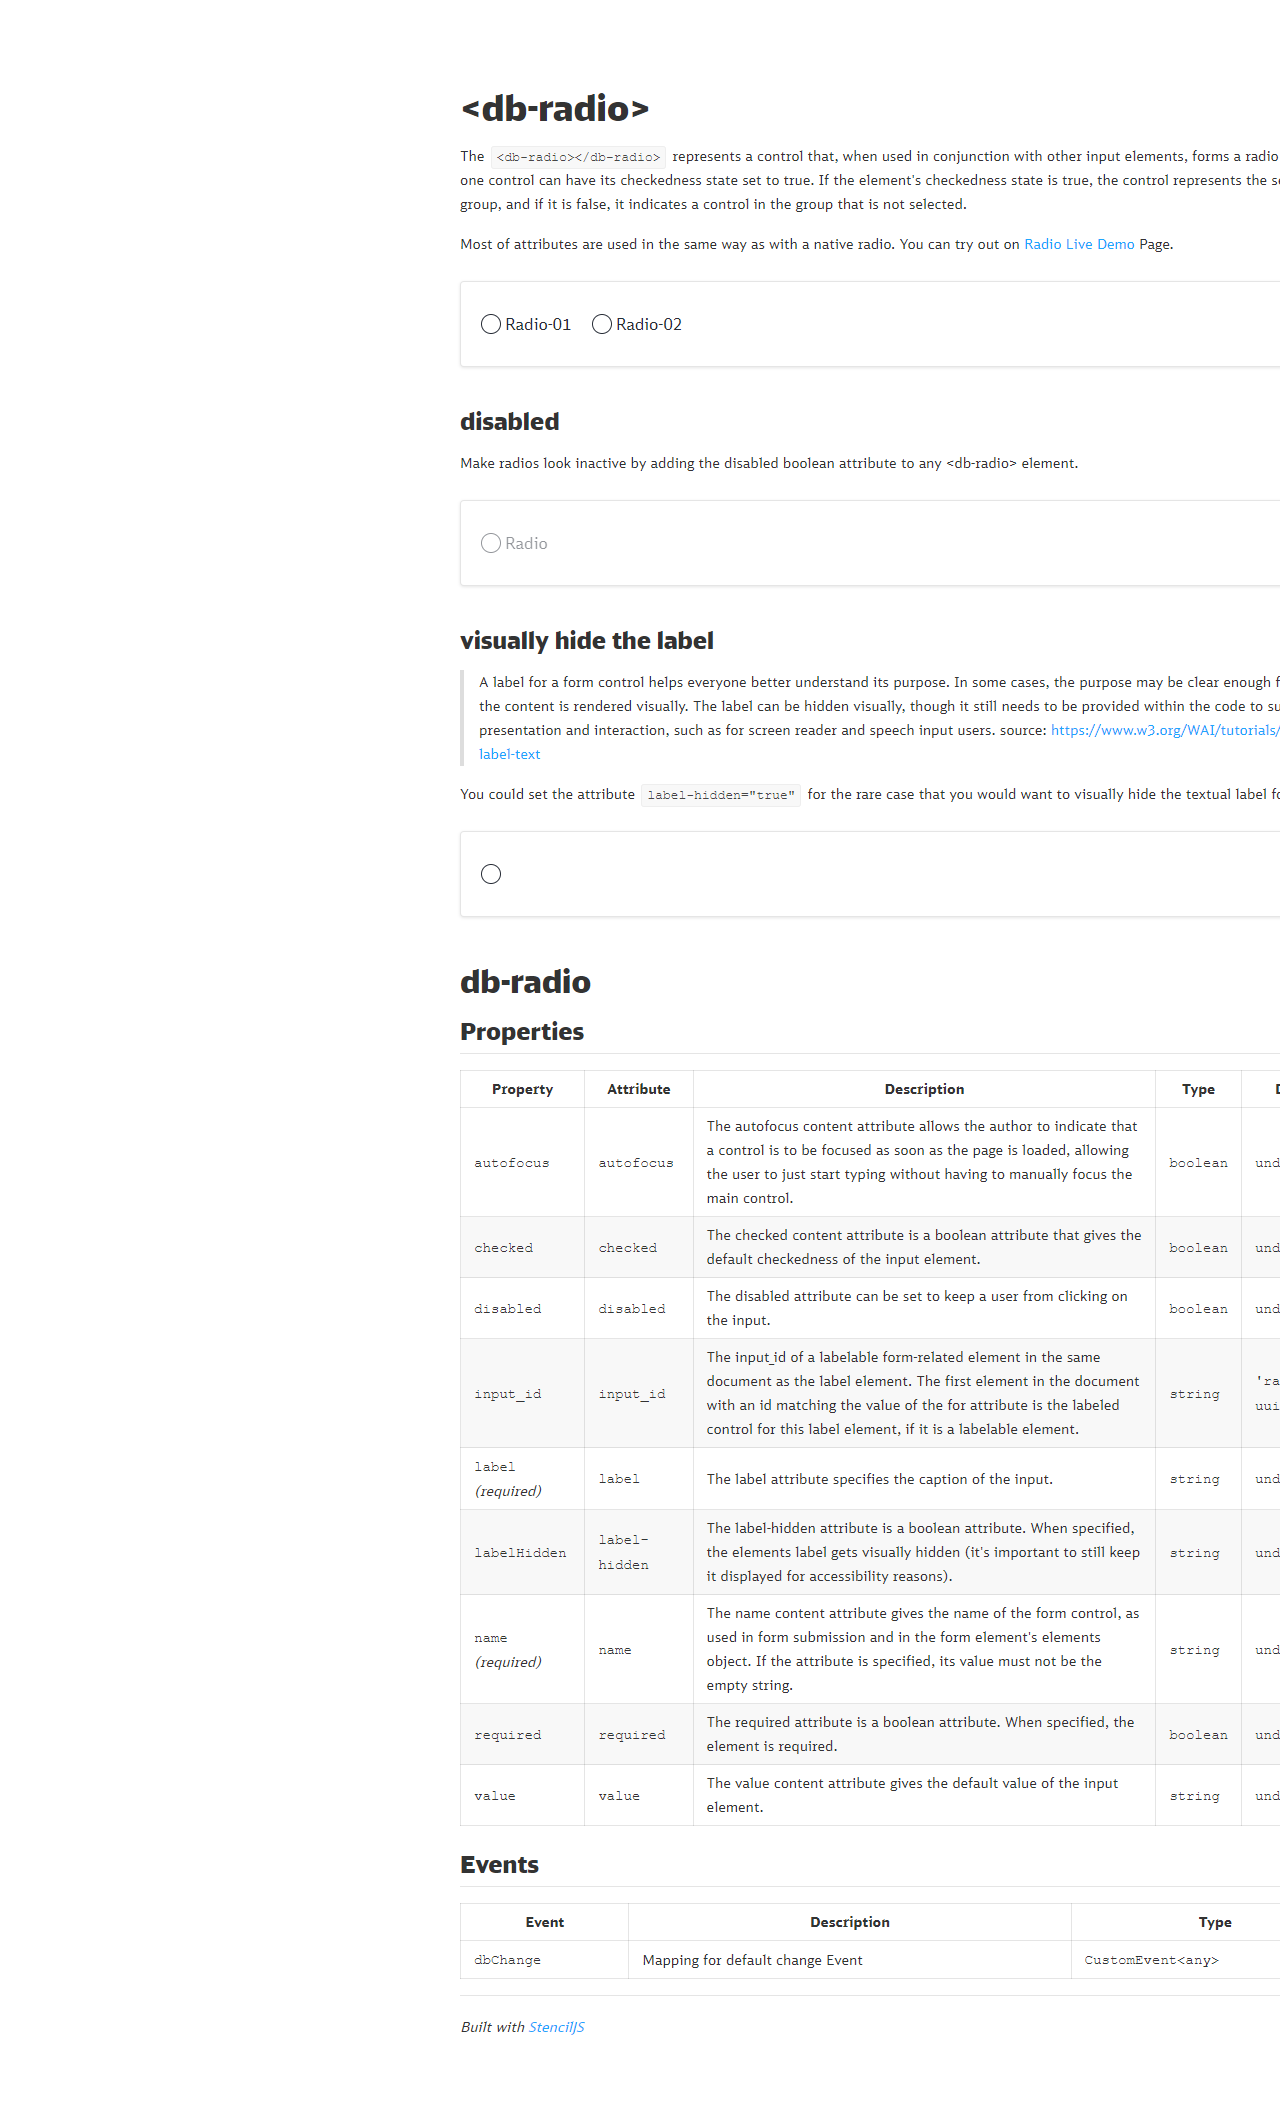 <db-radio>
The <db-radio></db-radio> represents a control that, when used in conjunction with other input elements, forms a radio
one control can have its checkedness state set to true. If the element's checkedness state is true, the control represents the
group, and if it is false, it indicates a control in the group that is not selected.
Most of attributes are used in the same way as with a native radio. You can try out on Radio Live Demo Page.
Radio-01 Radio-02
disabled
Make radios look inactive by adding the disabled boolean attribute to any <db-radio> element.
Radio
visually hide the label
A label for a form control helps everyone better understand its purpose. In some cases, the purpose may be clear enough
the content is rendered visually. The label can be hidden visually, though it still needs to be provided within the code to
presentation and interaction, such as for screen reader and speech input users. source: https://www.w3.org/WAI/tutorials/
label-text
You could set the attribute label-hidden="true" for the rare case that you would want to visually hide the textual label
db-radio
Properties
Property Attribute Description Type
autofocus autofocus The autofocus content attribute allows the author to indicate that
a control is to be focused as soon as the page is loaded, allowing
the user to just start typing without having to manually focus the
main control. boolean und
checked checked The checked content attribute is a boolean attribute that gives the
default checkedness of the input element. boolean und
disabled disabled The disabled attribute can be set to keep a user from clicking on
the input. boolean und
input_id input_id The input_id of a labelable form-related element in the same
document as the label element. The first element in the document
with an id matching the value of the for attribute is the labeled
control for this label element, if it is a labelable element. string 'ra
uui
label
(required) label The label attribute specifies the caption of the input. string und
labelHidden label-
hidden The label-hidden attribute is a boolean attribute. When specified,
the elements label gets visually hidden (it's important to still keep
it displayed for accessibility reasons). string und
name
(required) name The name content attribute gives the name of the form control, as
used in form submission and in the form element's elements
object. If the attribute is specified, its value must not be the
empty string. string und
required required The required attribute is a boolean attribute. When specified, the
element is required. boolean und
value value The value content attribute gives the default value of the input
element. string und
Events
Event Description Type
dbChange Mapping for default change Event CustomEvent<any>
Built with StencilJS